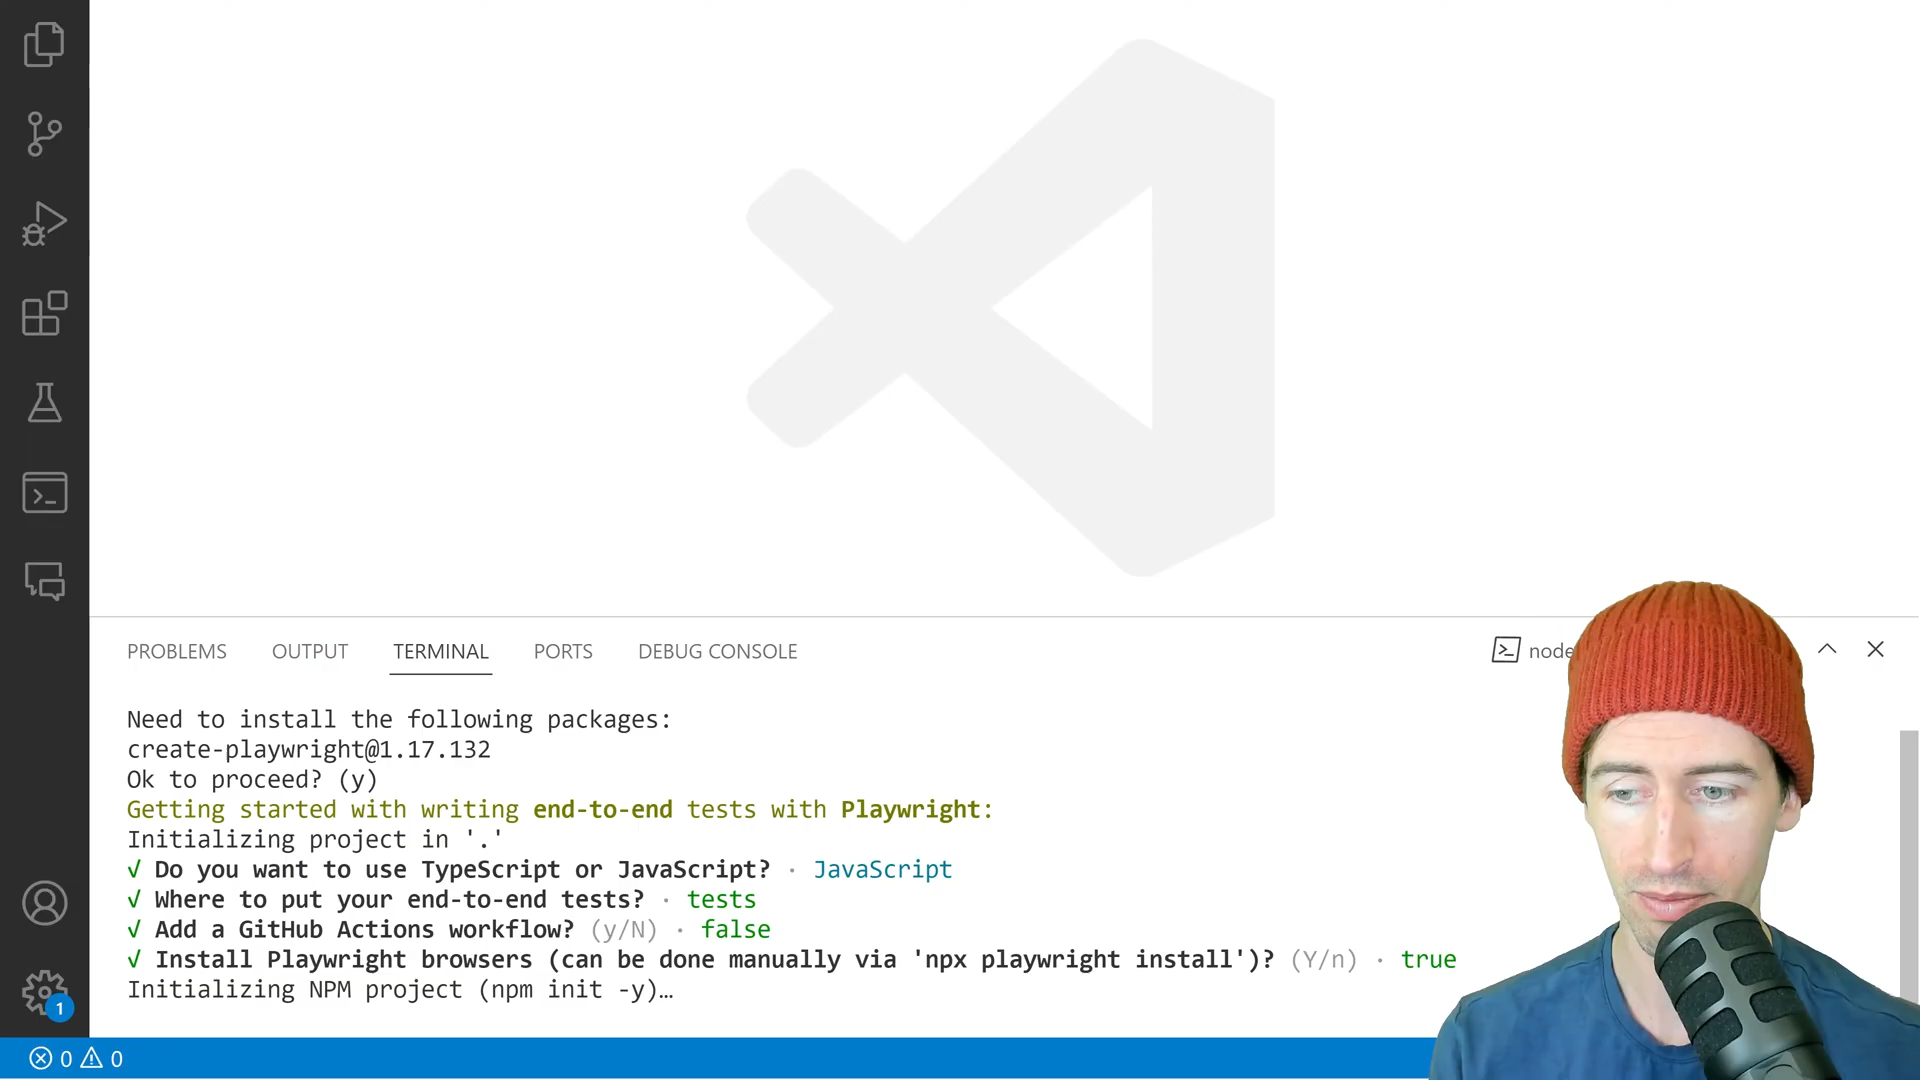 PROBLEMS OUTPUT TERMINAL PORTS DEBUG CONSOLE node
Need to install the following packages:
create-playwright@1.17.132
Ok to proceed? (y)
Getting started with writing end-to-end tests with Playwright:
Initializing project in '.'
√ Do you want to use TypeScript or JavaScript? · JavaScript
√ Where to put your end-to-end tests? · tests
√ Add a GitHub Actions workflow? (y/N) · false
√ Install Playwright browsers (can be done manually via 'npx playwright install')? (Y/n) · true
Initializing NPM project (npm init -y)…
1
0 0